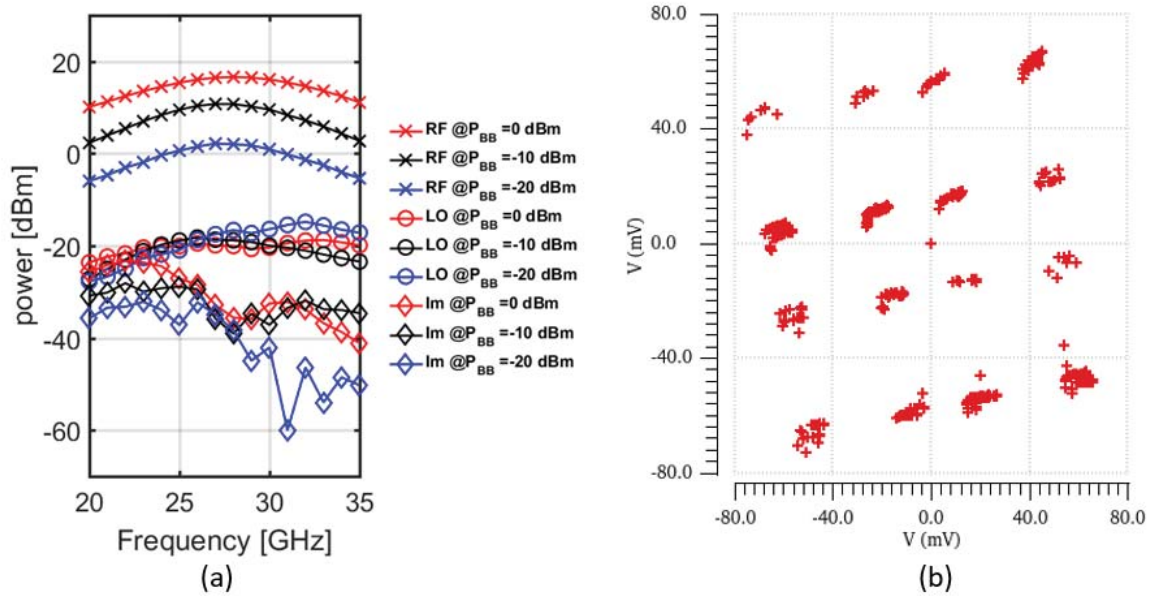 20
0
-20
-40
-60
power [dBm]
20 25 30 35
Frequency [GHz]
RF @P_BB =0 dBm
RF @P_BB =-10 dBm
RF @P_BB =-20 dBm
LO @P_BB =0 dBm
LO @P_BB =-10 dBm
LO @P_BB =-20 dBm
Im @P_BB =0 dBm
Im @P_BB =-10 dBm
Im @P_BB =-20 dBm
(a)
80.0
40.0
0.0
-40.0
-80.0
V (mV)
-80.0 -40.0 0.0 40.0 80.0
V (mV)
(b)